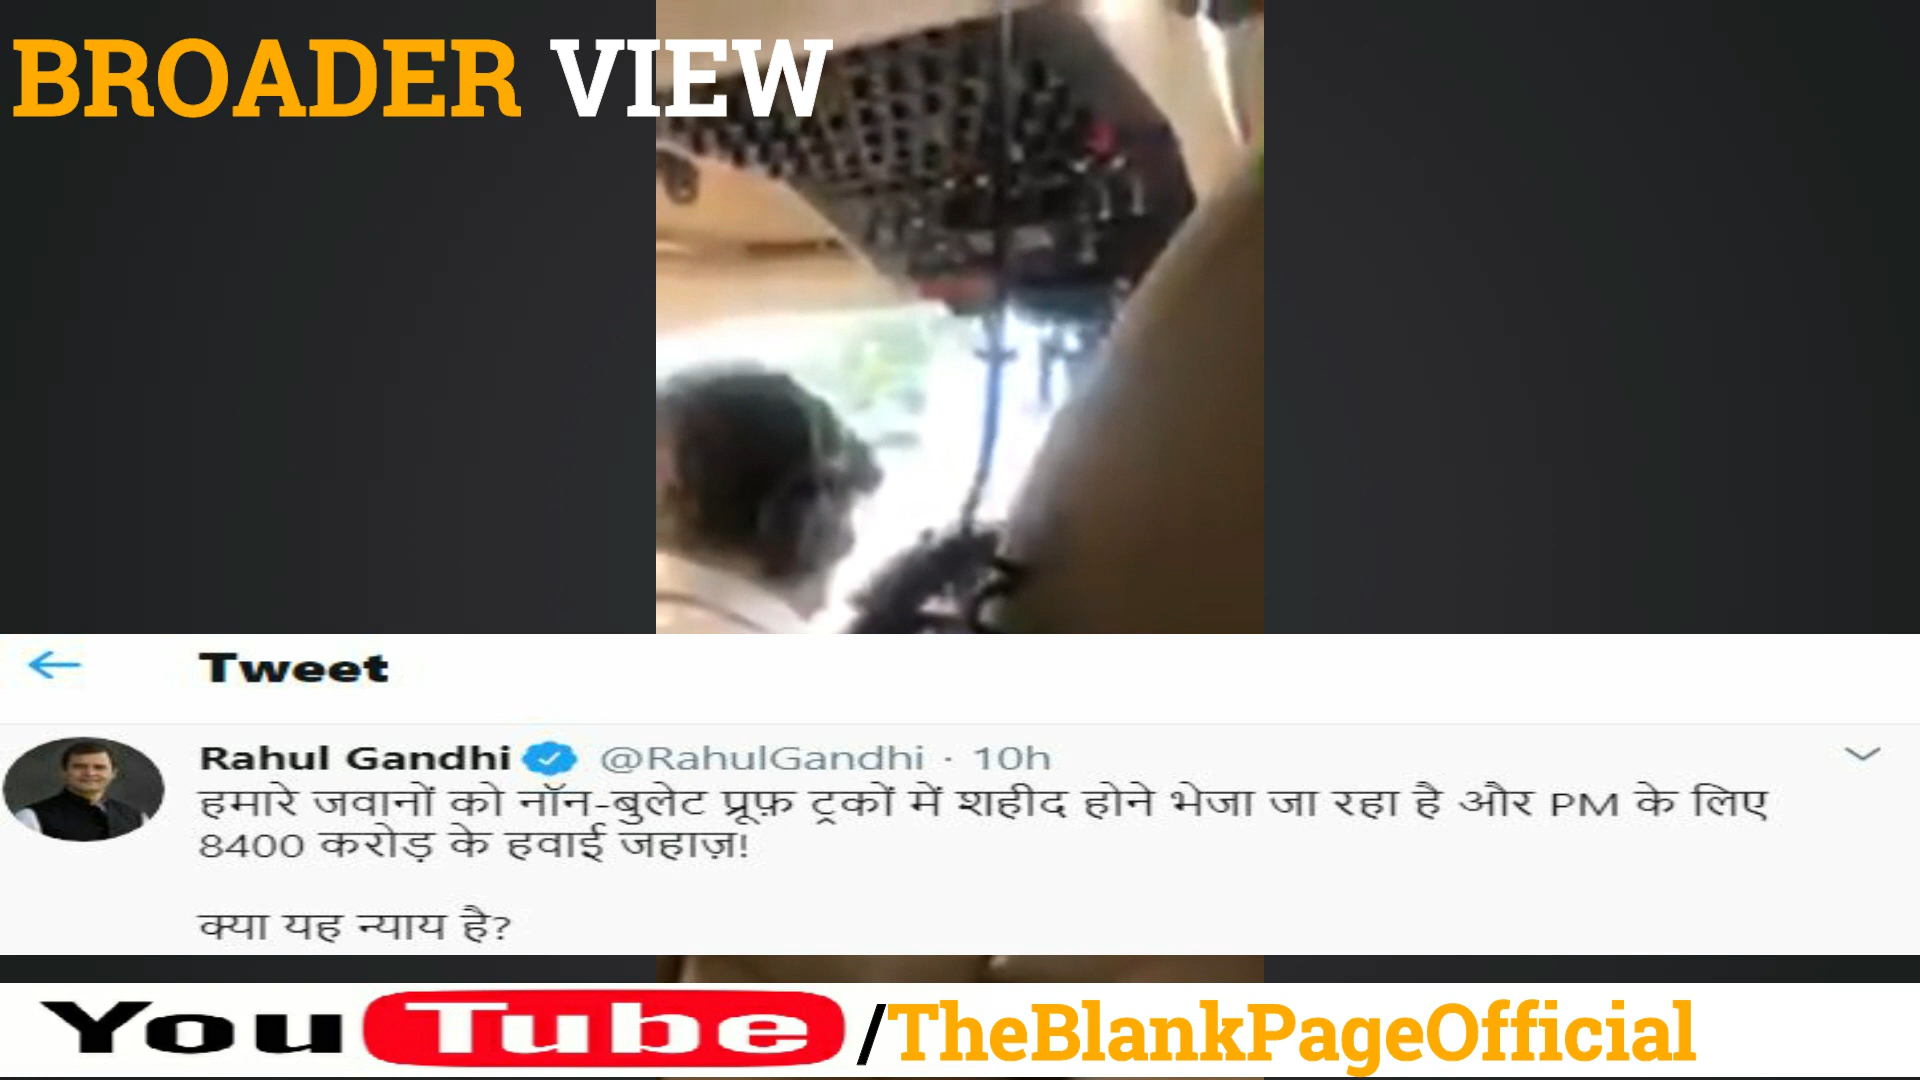 BROADER VIEW
Tweet
Rahul Gandhi @RahulGandhi · 10h
हमारे जवानों को नॉन-बुलेट प्रूफ़ ट्रकों में शहीद होने भेजा जा रहा है और PM के लिए
8400 करोड़ के हवाई जहाज़!
क्या यह न्याय है?
YouTube /TheBlankPageOfficial